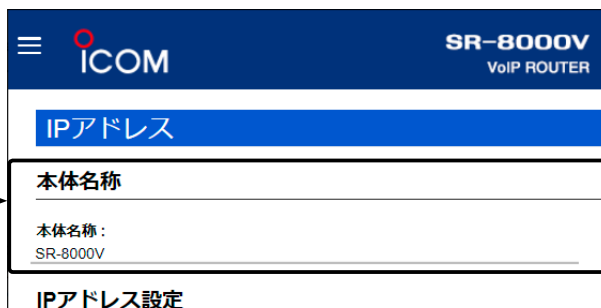 ICOM
SR-8000V
VoIP ROUTER
IPアドレス
本体名称
本体名称 :
SR-8000V
IPアドレス設定